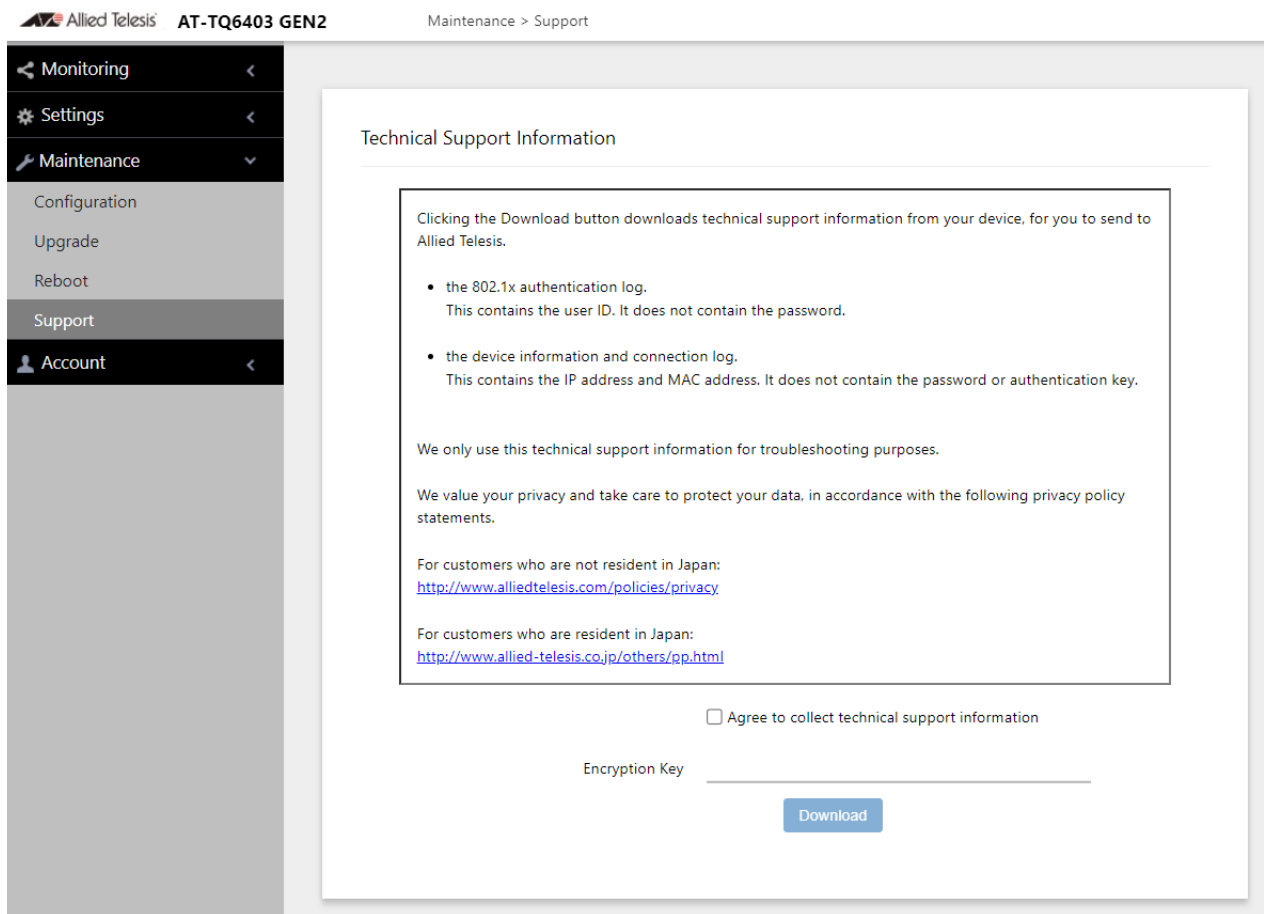 Allied Telesis AT-TQ6403 GEN2 Maintenance > Support
Monitoring
Settings
Maintenance
Configuration
Upgrade
Reboot
Support
Account
Technical Support Information
Clicking the Download button downloads technical support information from your device, for you to send to
Allied Telesis.
• the 802.1x authentication log.
This contains the user ID. It does not contain the password.
• the device information and connection log.
This contains the IP address and MAC address. It does not contain the password or authentication key.
We only use this technical support information for troubleshooting purposes.
We value your privacy and take care to protect your data, in accordance with the following privacy policy
statements.
For customers who are not resident in Japan:
http://www.alliedtelesis.com/policies/privacy
For customers who are resident in Japan:
http://www.allied-telesis.co.jp/others/pp.html
Agree to collect technical support information
Encryption Key
Download